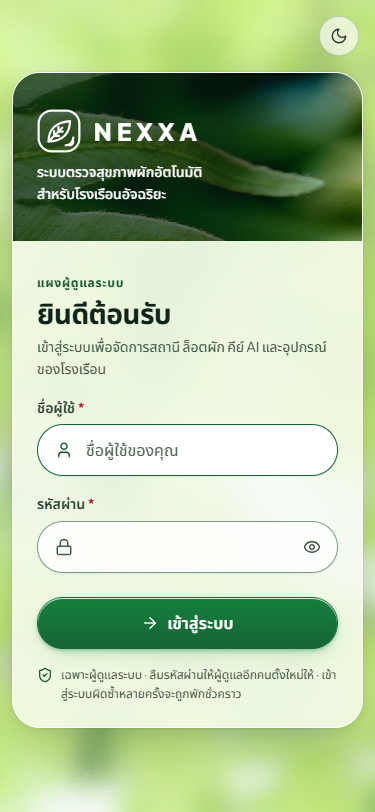 NEXXA
ระบบตรวจสุขภาพผักอัตโนมัติ
สำหรับโรงเรือนอัจฉริยะ
แผงผู้ดูแลระบบ
ยินดีต้อนรับ
เข้าสู่ระบบเพื่อจัดการสถานี ล็อตผัก คีย์ AI และอุปกรณ์
ของโรงเรือน
ชื่อผู้ใช้ *
ชื่อผู้ใช้ของคุณ
รหัสผ่าน *
เข้าสู่ระบบ
เฉพาะผู้ดูแลระบบ · ลืมรหัสผ่านให้ผู้ดูแลอีกคนตั้งใหม่ให้ · เข้า
สู่ระบบผิดซ้ำหลายครั้งจะถูกพักชั่วคราว